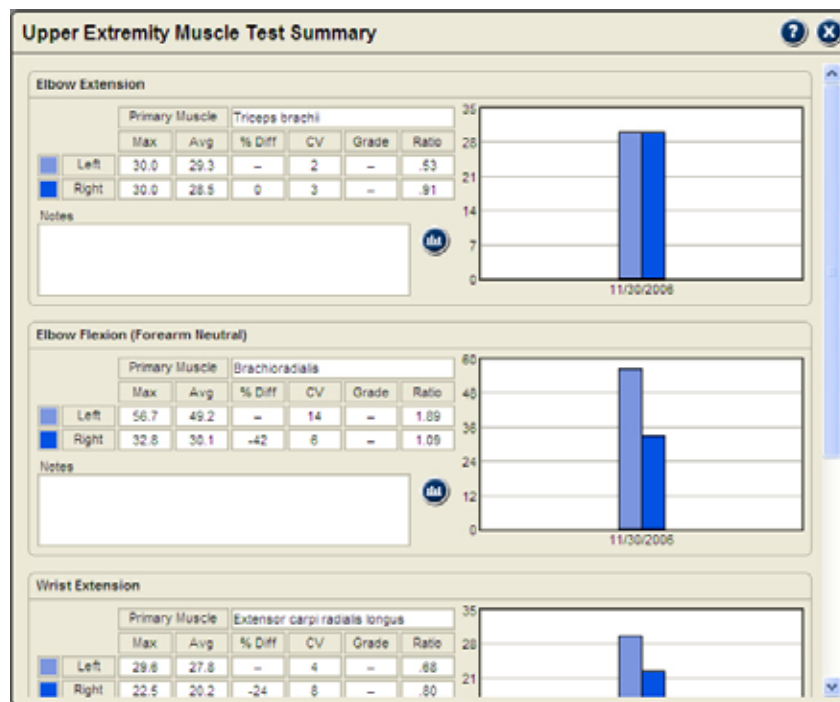 Upper Extremity Muscle Test Summary
?
Elbow Extension
Primary Muscle Triceps brachii
Max Avg % Diff CV Grade Ratio
Left 30.0 29.3 – 2 – .53
Right 30.0 28.5 0 3 – .91
Notes
35
28
21
14
7
0
11/30/2006
Elbow Flexion (Forearm Neutral)
Primary Muscle Brachioradialis
Max Avg % Diff CV Grade Ratio
Left 56.7 49.2 – 14 – 1.89
Right 32.8 30.1 -42 6 – 1.09
Notes
60
48
36
24
12
0
11/30/2006
Wrist Extension
Primary Muscle Extensor carpi radialis longus
Max Avg % Diff CV Grade Ratio
Left 29.6 27.8 – 4 – .68
Right 22.5 20.2 -24 8 – .80
35
28
21